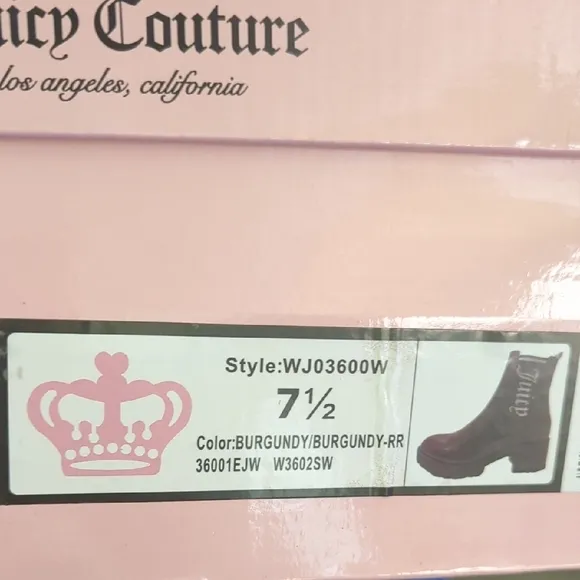 uicy Couture
los angeles, california
Style:WJ03600W
7½
Color:BURGUNDY/BURGUNDY-RR
36001EJW W3602SW
Juicy